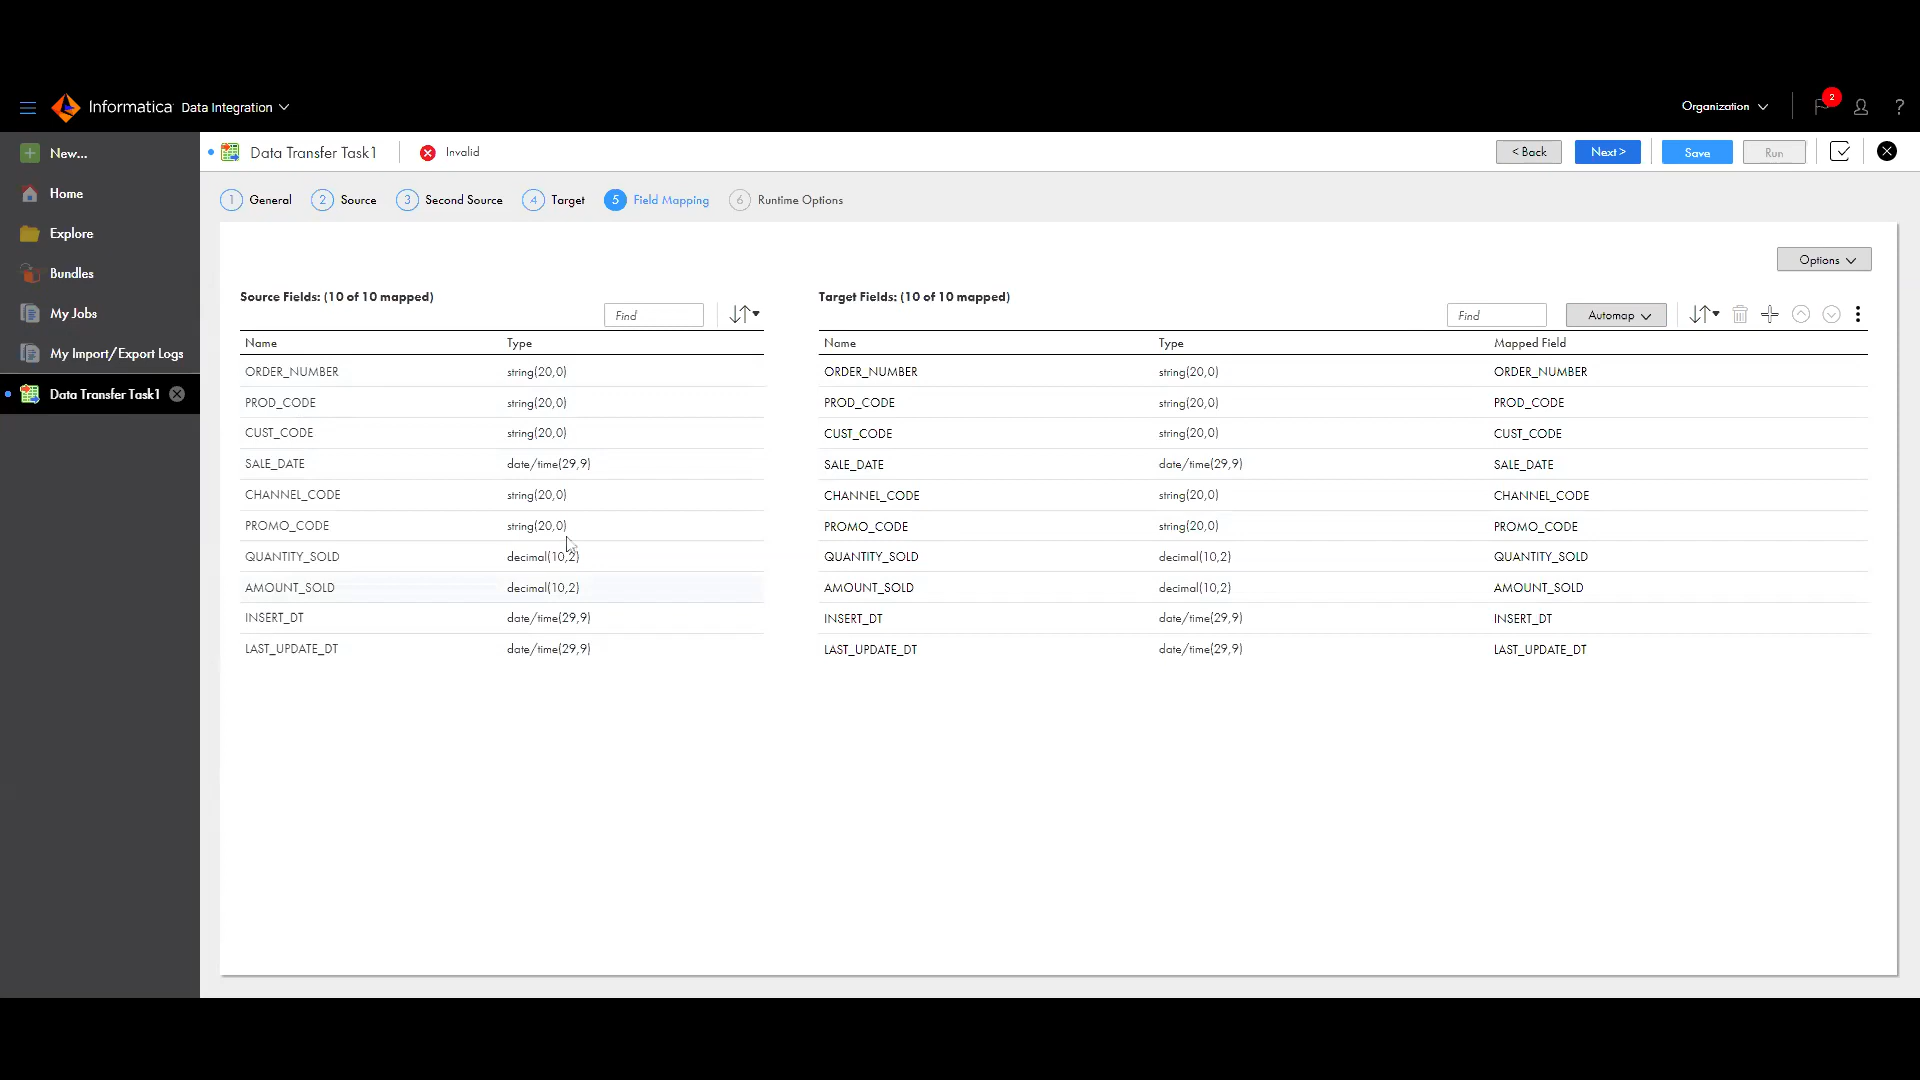 Informatica Data Integration
Organization
2
?
New...
Home
Explore
Bundles
My Jobs
My Import/Export Logs
Data Transfer Task1
Data Transfer Task1 Invalid
< Back Next > Save Run
1 General 2 Source 3 Second Source 4 Target 5 Field Mapping 6 Runtime Options
Options
Source Fields: (10 of 10 mapped)
Find
Name Type
ORDER_NUMBER string(20,0)
PROD_CODE string(20,0)
CUST_CODE string(20,0)
SALE_DATE date/time(29,9)
CHANNEL_CODE string(20,0)
PROMO_CODE string(20,0)
QUANTITY_SOLD decimal(10,2)
AMOUNT_SOLD decimal(10,2)
INSERT_DT date/time(29,9)
LAST_UPDATE_DT date/time(29,9)
Target Fields: (10 of 10 mapped)
Find Automap
Name Type Mapped Field
ORDER_NUMBER string(20,0) ORDER_NUMBER
PROD_CODE string(20,0) PROD_CODE
CUST_CODE string(20,0) CUST_CODE
SALE_DATE date/time(29,9) SALE_DATE
CHANNEL_CODE string(20,0) CHANNEL_CODE
PROMO_CODE string(20,0) PROMO_CODE
QUANTITY_SOLD decimal(10,2) QUANTITY_SOLD
AMOUNT_SOLD decimal(10,2) AMOUNT_SOLD
INSERT_DT date/time(29,9) INSERT_DT
LAST_UPDATE_DT date/time(29,9) LAST_UPDATE_DT